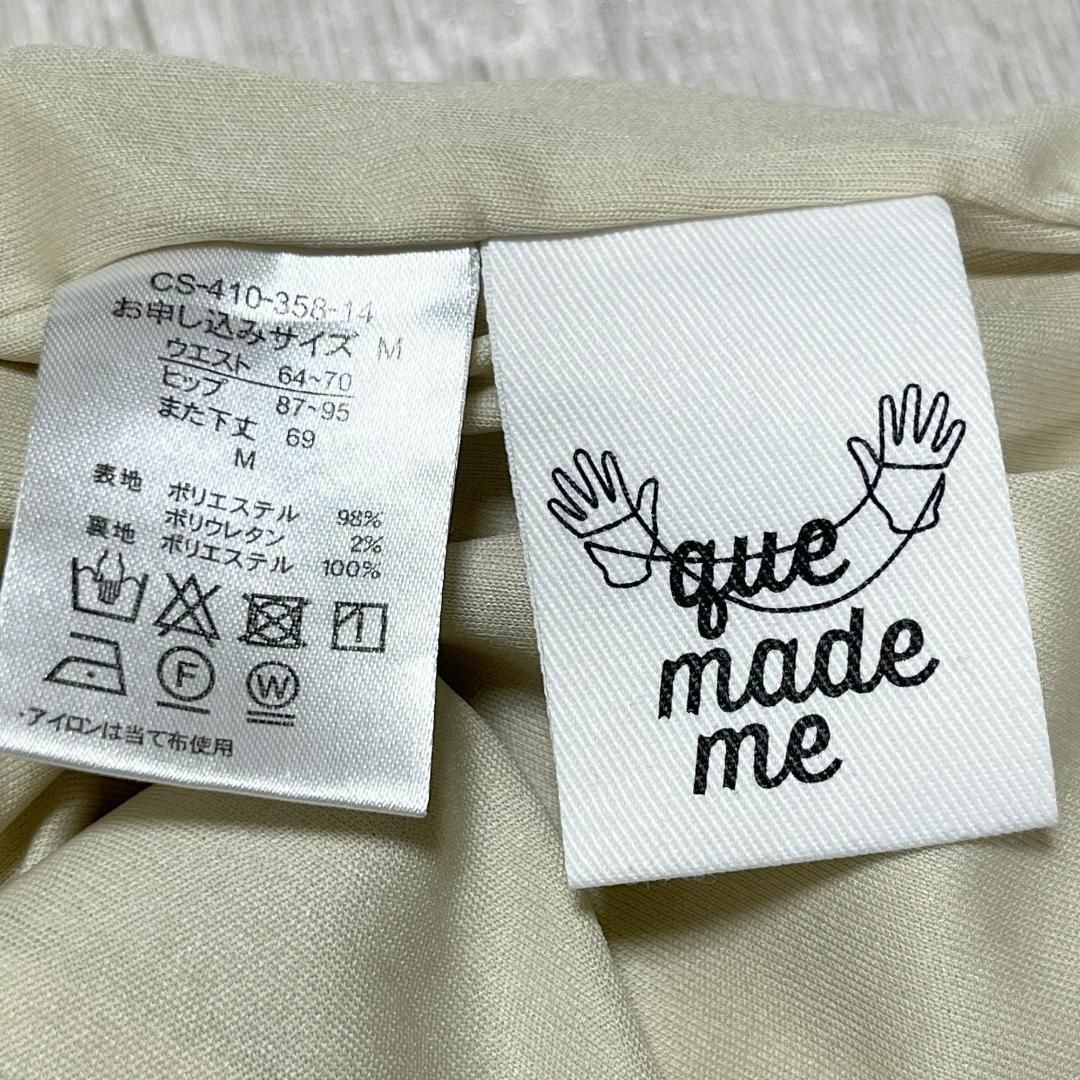 CS-410-358-14
お申し込みサイズ M
ウエスト 64~70
ヒップ 87~95
また下丈 69
M
表地 ポリエステル 98%
ポリウレタン 2%
裏地 ポリエステル 100%
F W
・アイロンは当て布使用
que
made
me